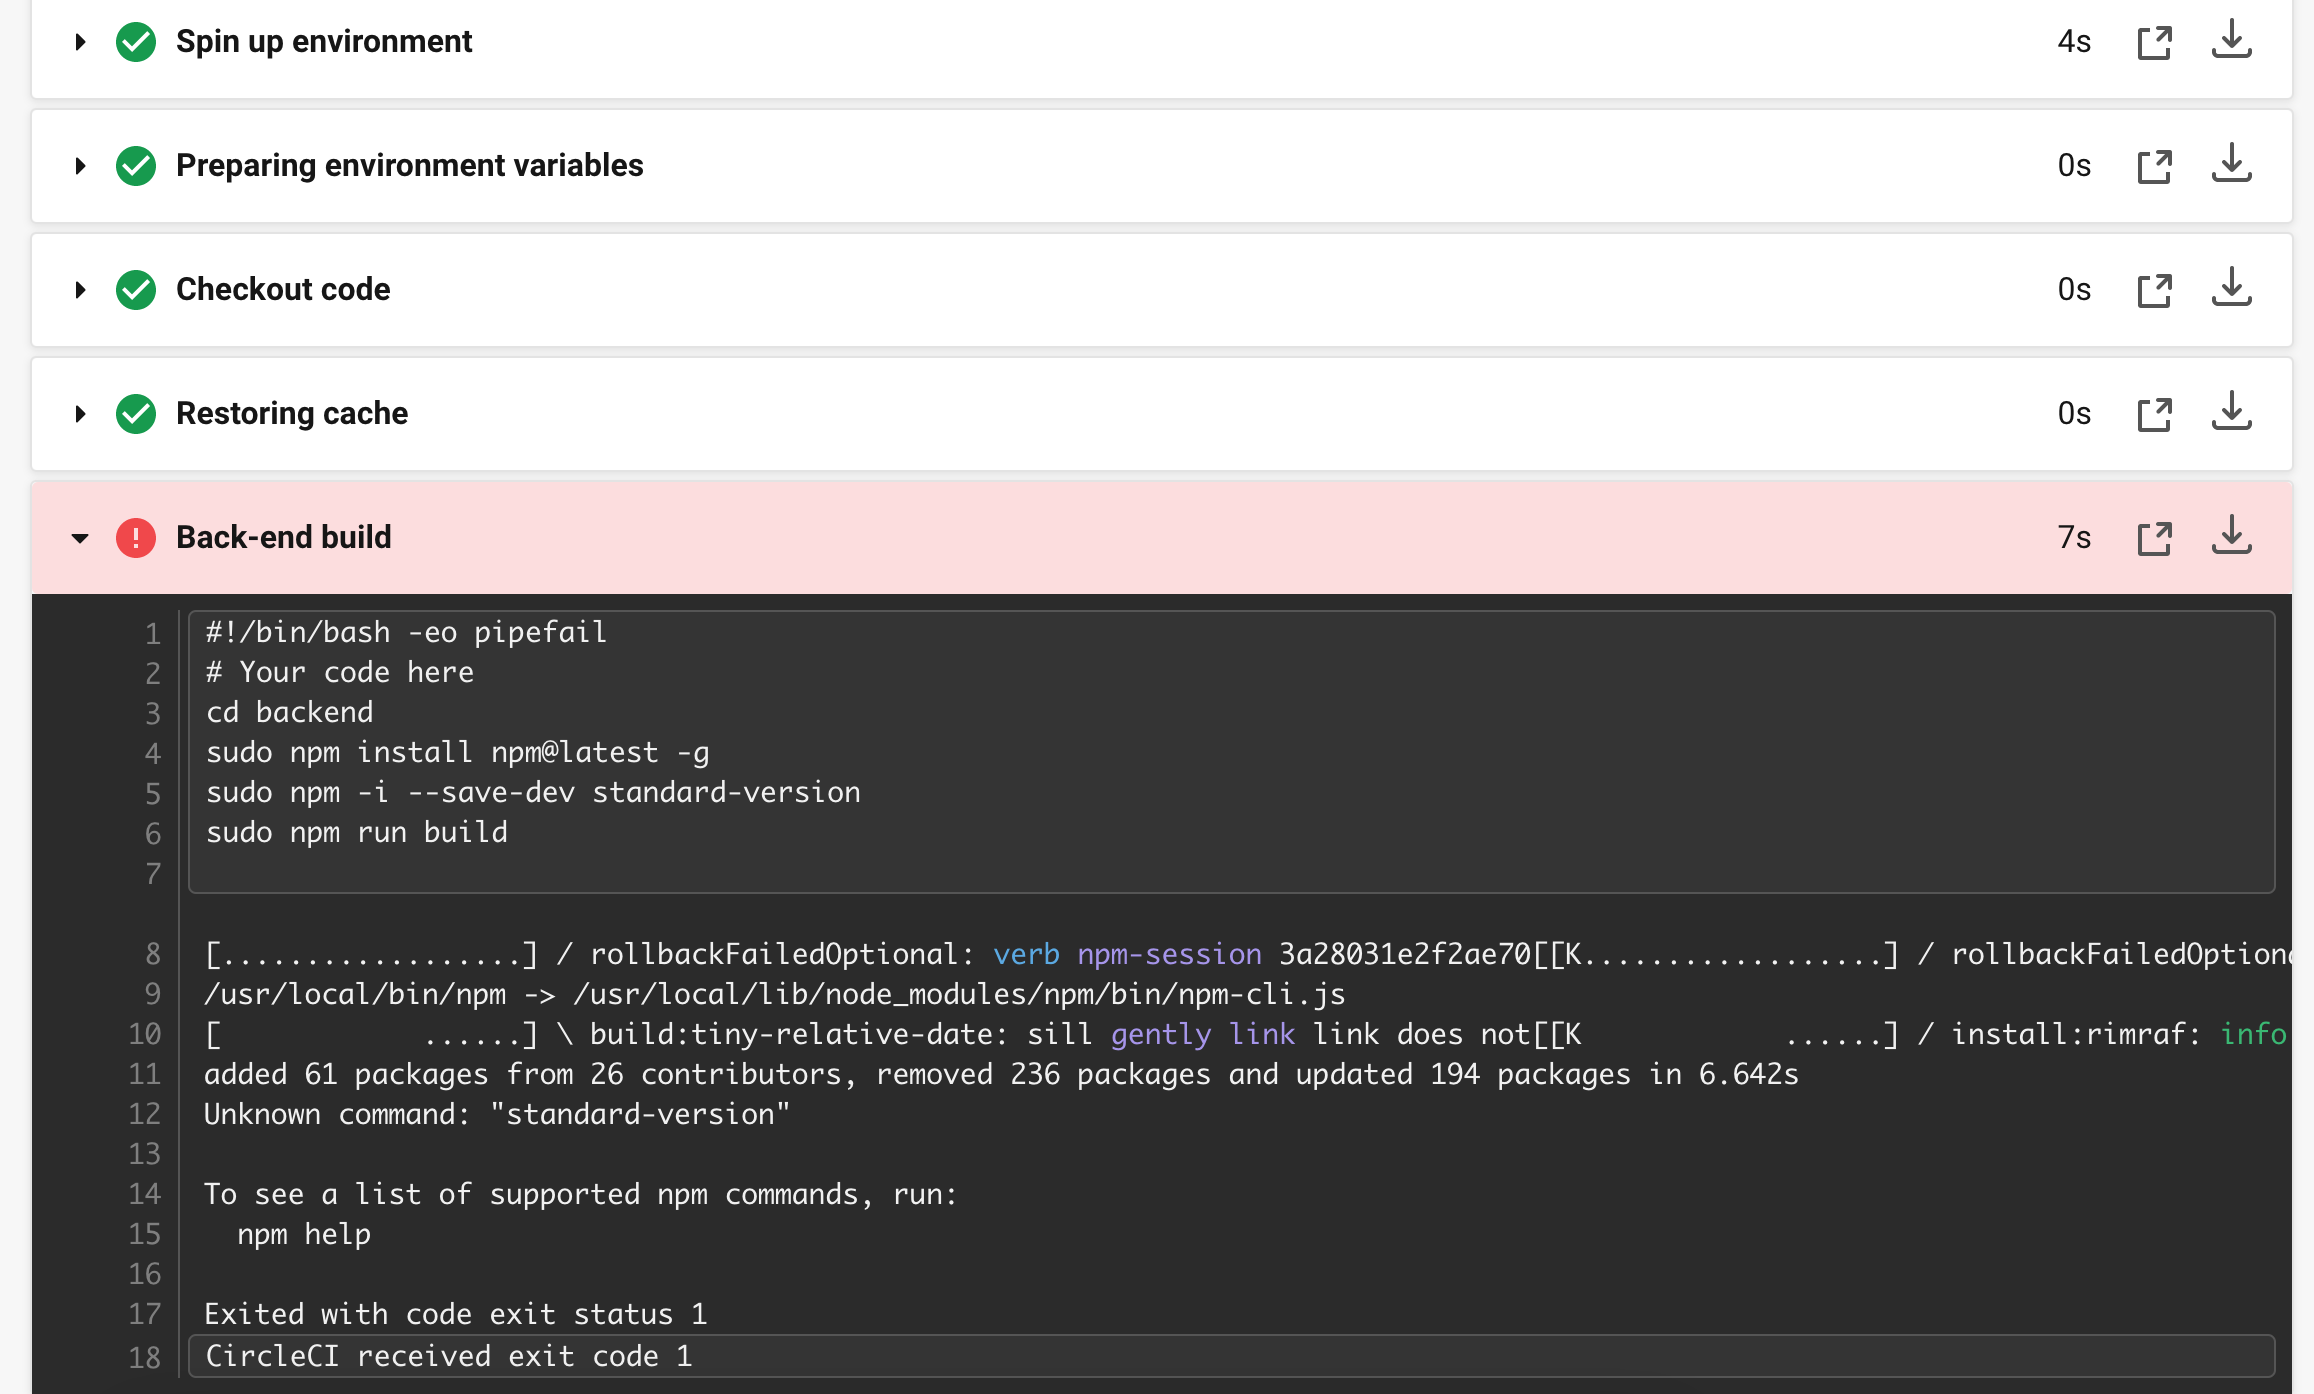 Spin up environment 4s
Preparing environment variables 0s
Checkout code 0s
Restoring cache 0s
! Back-end build 7s
1 #!/bin/bash -eo pipefail
2 # Your code here
3 cd backend
4 sudo npm install npm@latest -g
5 sudo npm -i --save-dev standard-version
6 sudo npm run build
7
8 [..................] / rollbackFailedOptional: verb npm-session 3a28031e2f2ae70[[K..................] / rollbackFailedOptiona
9 /usr/local/bin/npm -> /usr/local/lib/node_modules/npm/bin/npm-cli.js
10 [            ......] \ build:tiny-relative-date: sill gently link link does not[[K            ......] / install:rimraf: info
11 added 61 packages from 26 contributors, removed 236 packages and updated 194 packages in 6.642s
12 Unknown command: "standard-version"
13
14 To see a list of supported npm commands, run:
15   npm help
16
17 Exited with code exit status 1
18 CircleCI received exit code 1